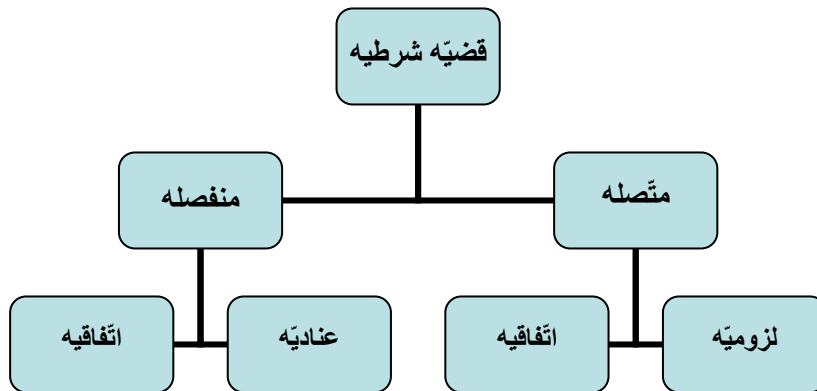 قضيّه شرطيه
متّصله
منفصله
لزوميّه
اتّفاقيه
عناديّه
اتّفاقيه